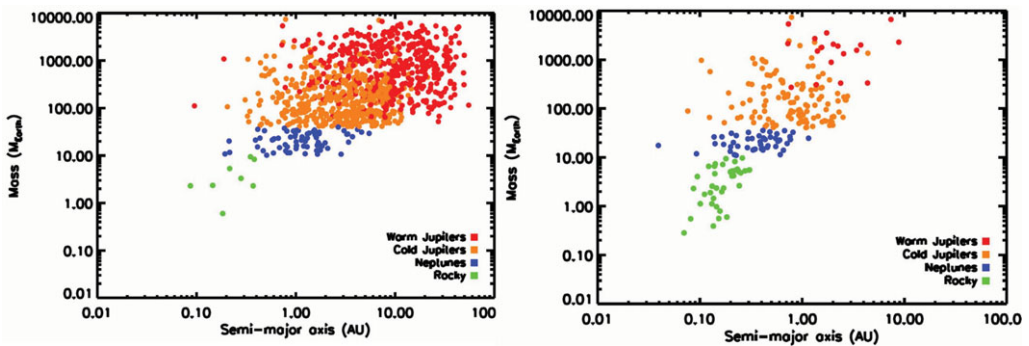 10000.00
1000.00
100.00
10.00
1.00
0.10
0.01
Mass (M_Earth)
Warm Jupiters
Cold Jupiters
Neptunes
Rocky
0.01 0.10 1.00 10.00 100
Semi-major axis (AU)
10000.00
1000.00
100.00
10.00
1.00
0.10
0.01
Mass (M_Earth)
Warm Jupiters
Cold Jupiters
Neptunes
Rocky
0.01 0.10 1.00 10.00 100.0
Semi-major axis (AU)